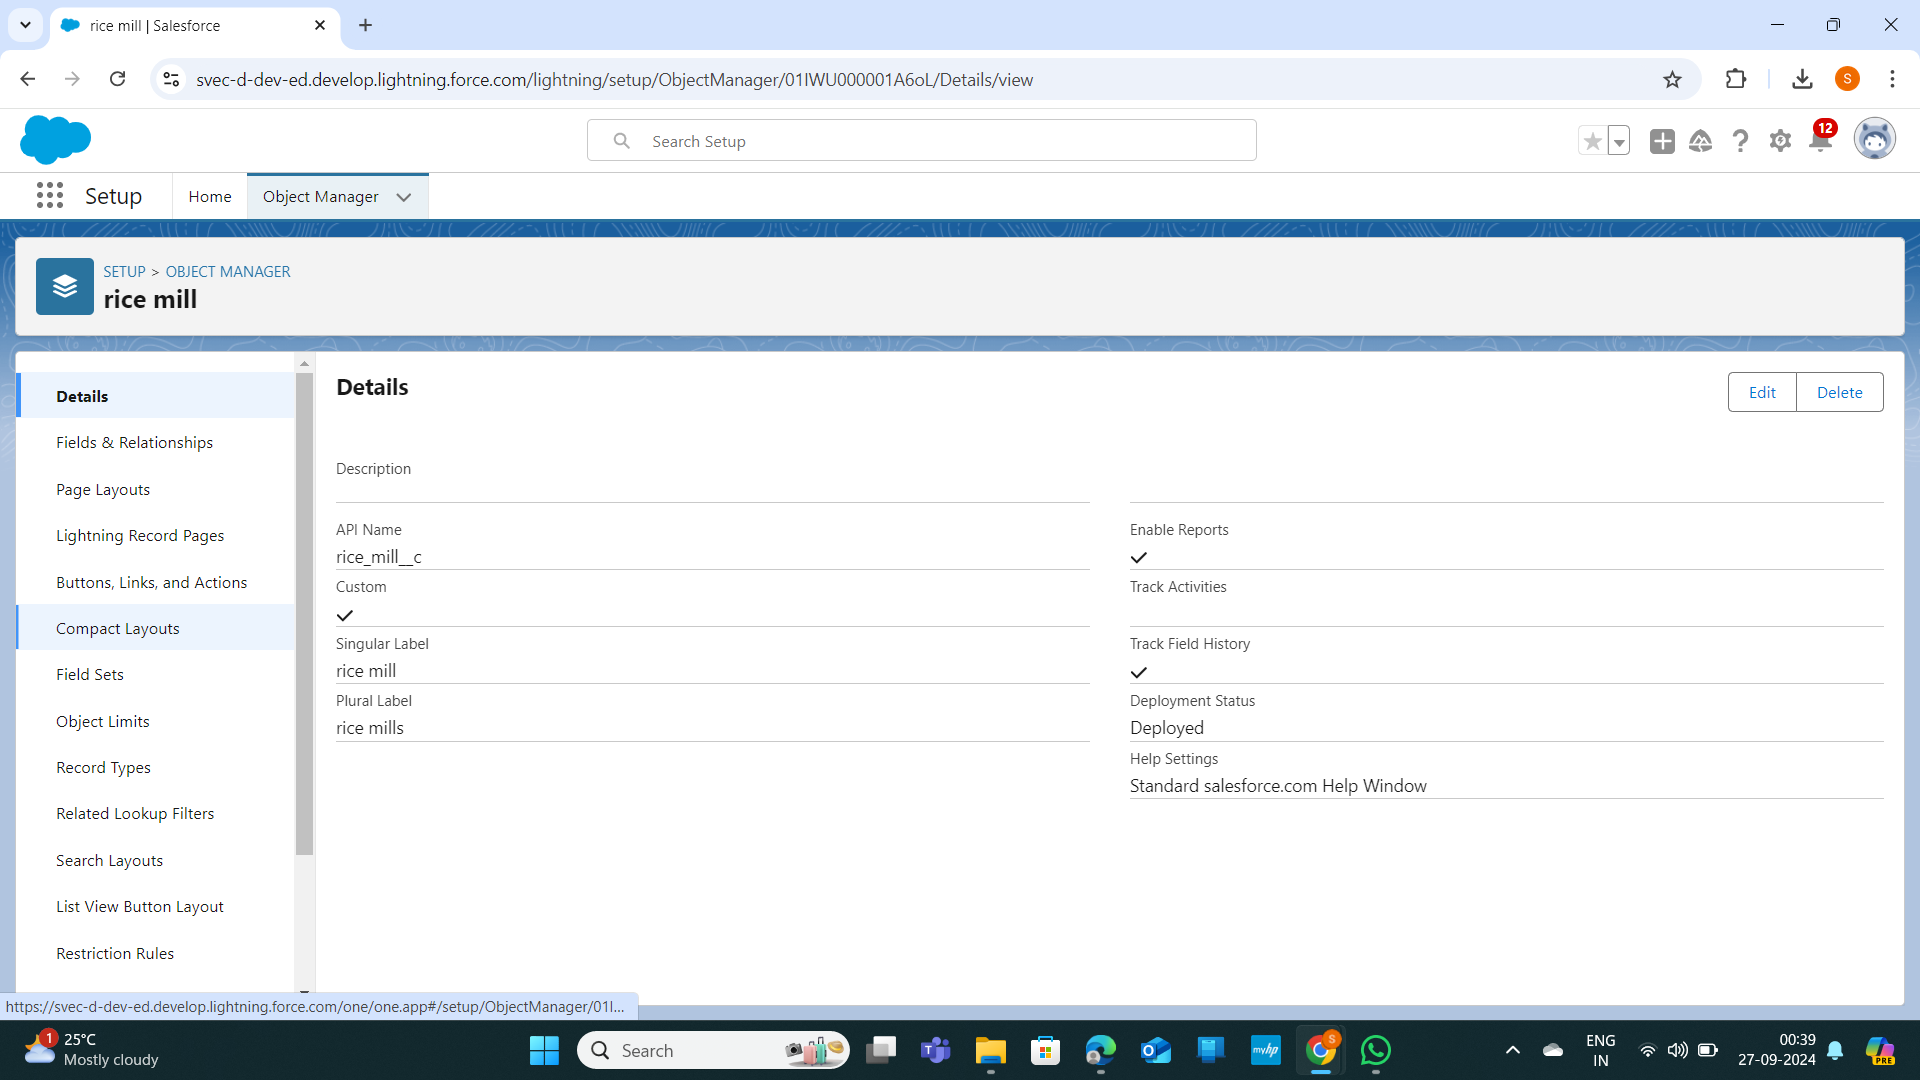 rice mill | Salesforce
svec-d-dev-ed.develop.lightning.force.com/lightning/setup/ObjectManager/01IWU000001A6oL/Details/view
S
Search Setup
12
Setup
Home
Object Manager
SETUP > OBJECT MANAGER
rice mill
Details
Fields & Relationships
Page Layouts
Lightning Record Pages
Buttons, Links, and Actions
Compact Layouts
Field Sets
Object Limits
Record Types
Related Lookup Filters
Search Layouts
List View Button Layout
Restriction Rules
Details
Edit
Delete
Description
API Name
rice_mill__c
Custom
Singular Label
rice mill
Plural Label
rice mills
Enable Reports
Track Activities
Track Field History
Deployment Status
Deployed
Help Settings
Standard salesforce.com Help Window
https://svec-d-dev-ed.develop.lightning.force.com/one/one.app#/setup/ObjectManager/01I...
1
25°C
Mostly cloudy
Search
myhp
S
ENG
IN
00:39
27-09-2024
PRE